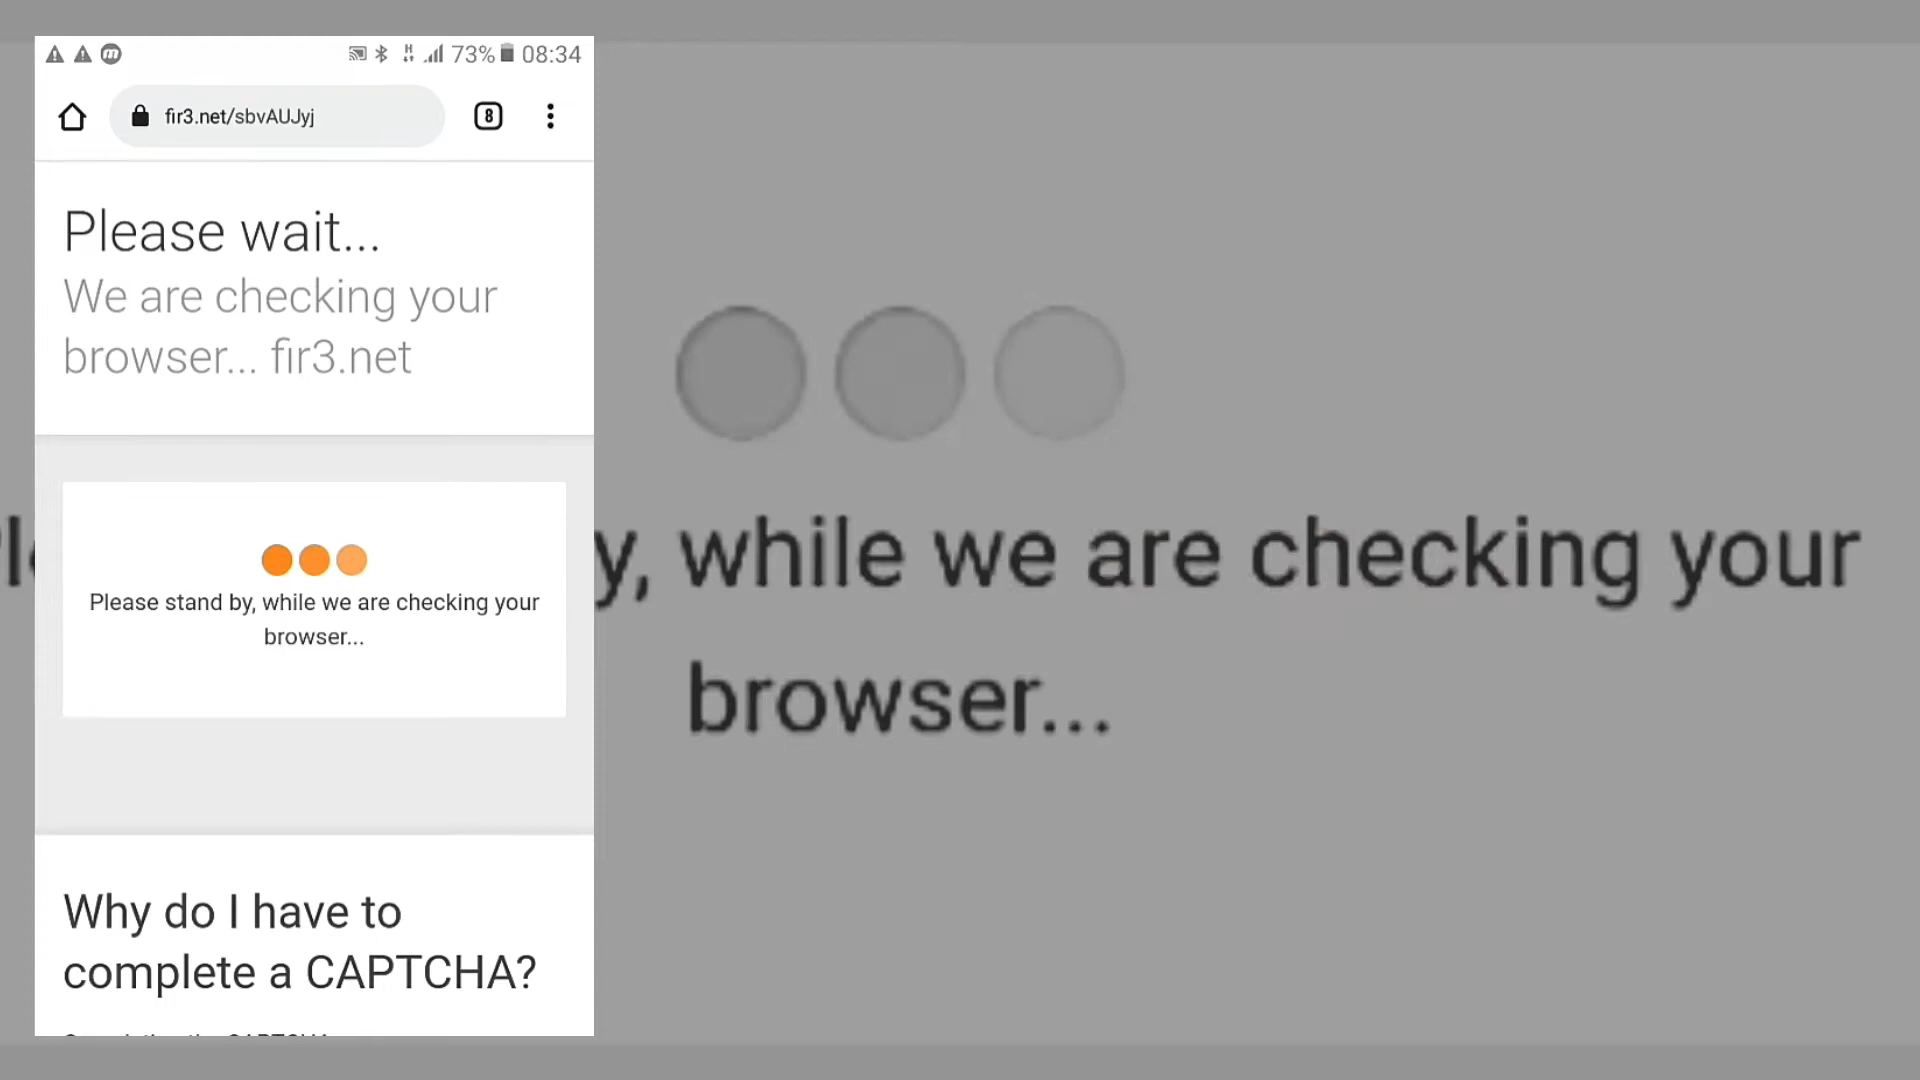 73% 08:34
fir3.net/sbvAUJyj
8
Please wait...
We are checking your
browser... fir3.net
Please stand by, while we are checking your
browser...
Why do I have to
complete a CAPTCHA?
y, while we are checking your
browser...